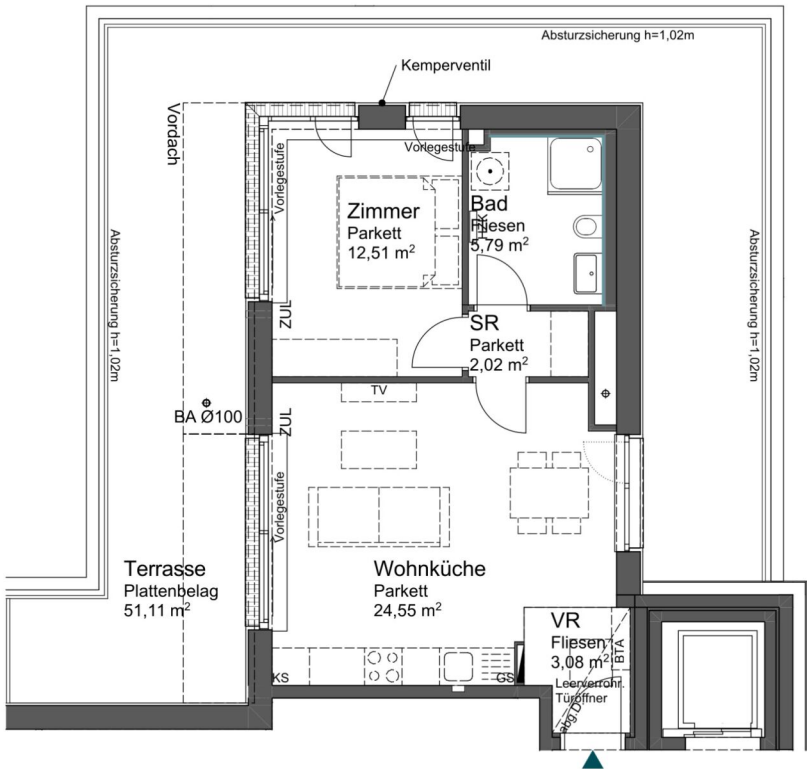 Absturzsicherung h=1,02m
Kemperventil
Vordach
Vorlegestufe
Vorlegestufe
Zimmer
Parkett
12,51 m²
Bad
Fliesen
5,79 m²
HZK
Absturzsicherung h=1,02m
Absturzsicherung h=1,02m
ZUL
SR
Parkett
2,02 m²
TV
BA Ø100
ZUL
Vorlegestufe
Terrasse
Plattenbelag
51,11 m²
Wohnküche
Parkett
24,55 m²
VR
Fliesen
3,08 m²
BTA
KS
GS
Leerverrohr.
Türöffner
abg.D.